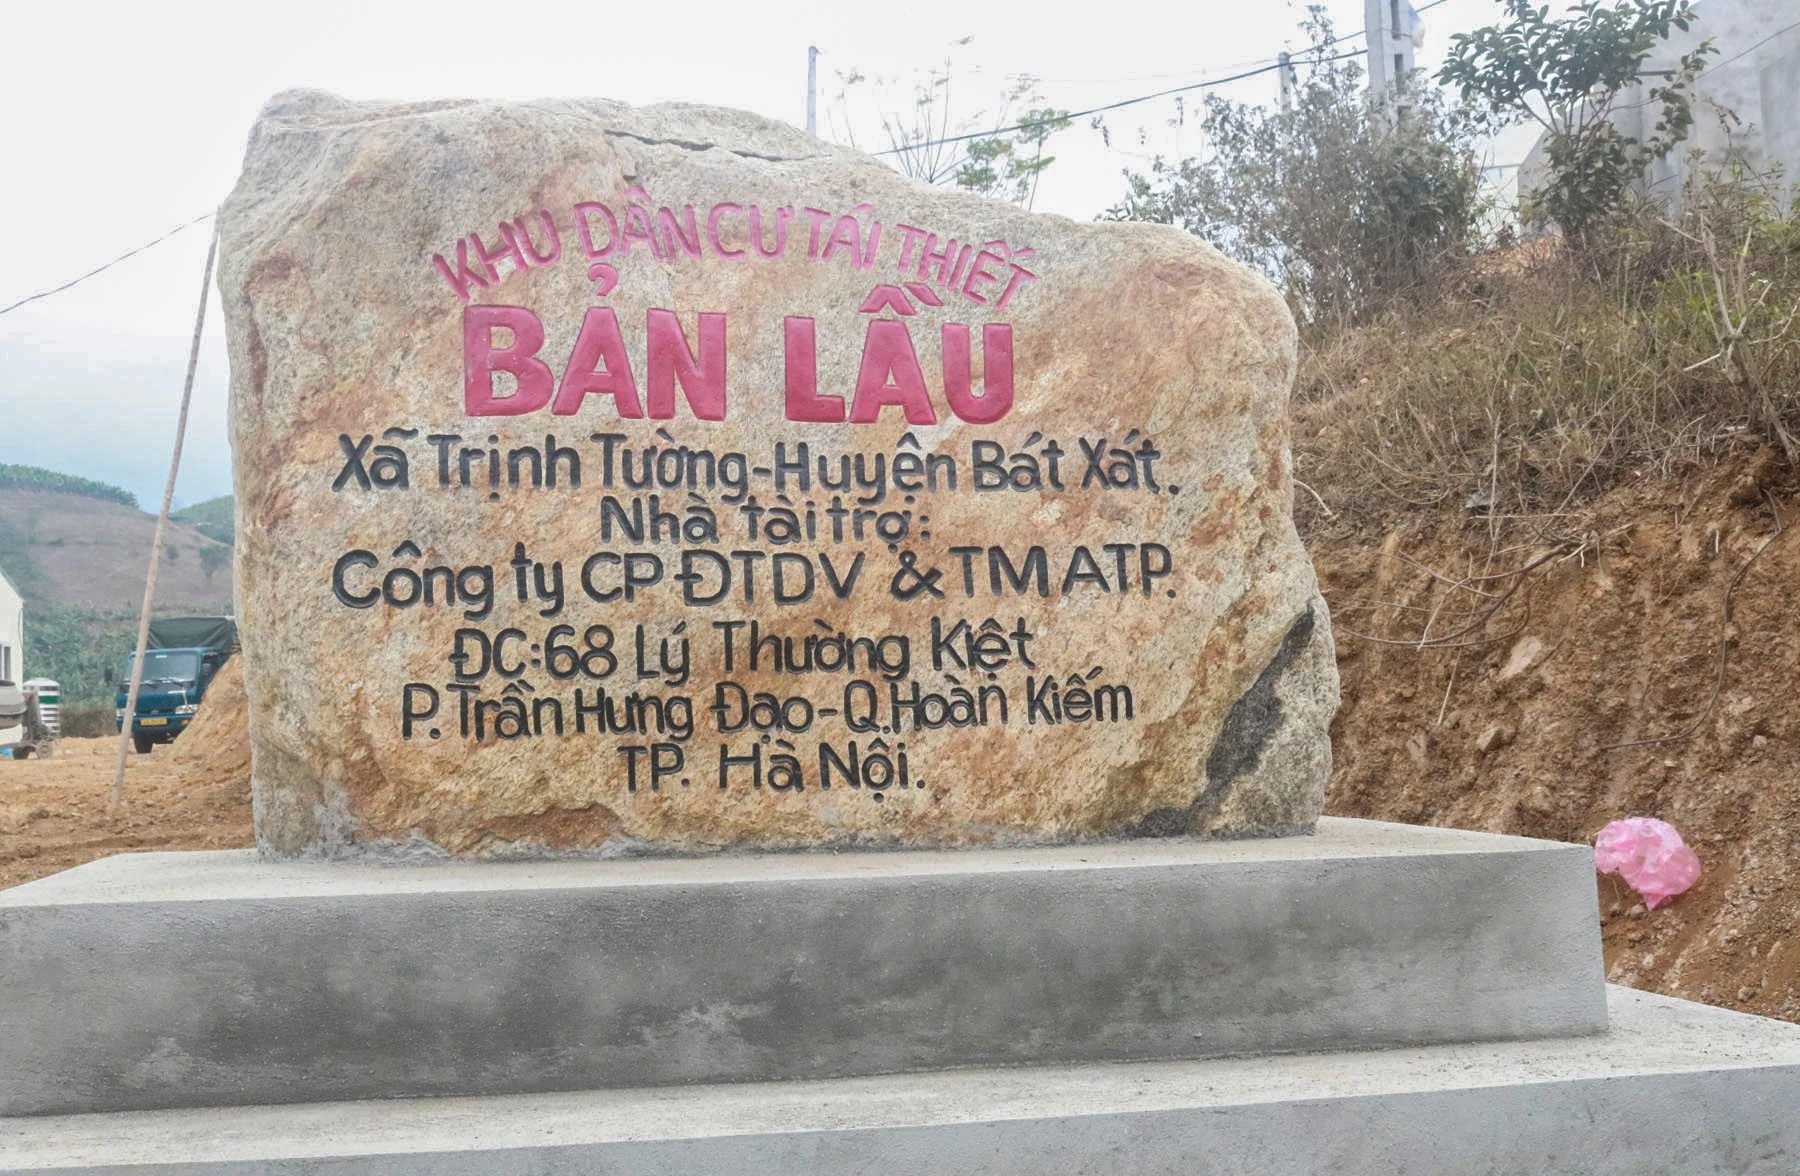 KHU DÂN CƯ TÁI THIẾT
BẢN LẦU
Xã Trịnh Tường-Huyện Bát Xát.
Nhà tài trợ:
Công ty CP ĐTDV & TM ATP.
ĐC:68 Lý Thường Kiệt
P. Trần Hưng Đạo-Q.Hoàn Kiếm
TP. Hà Nội.